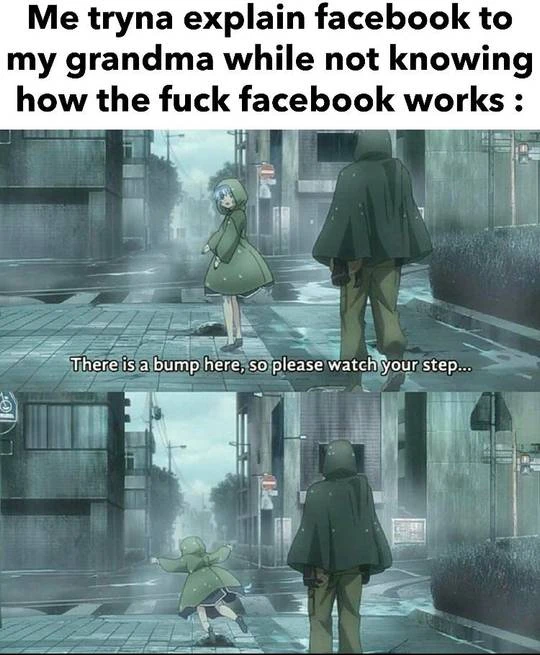 Me tryna explain facebook to
my grandma while not knowing
how the fuck facebook works :
There is a bump here, so please watch your step...